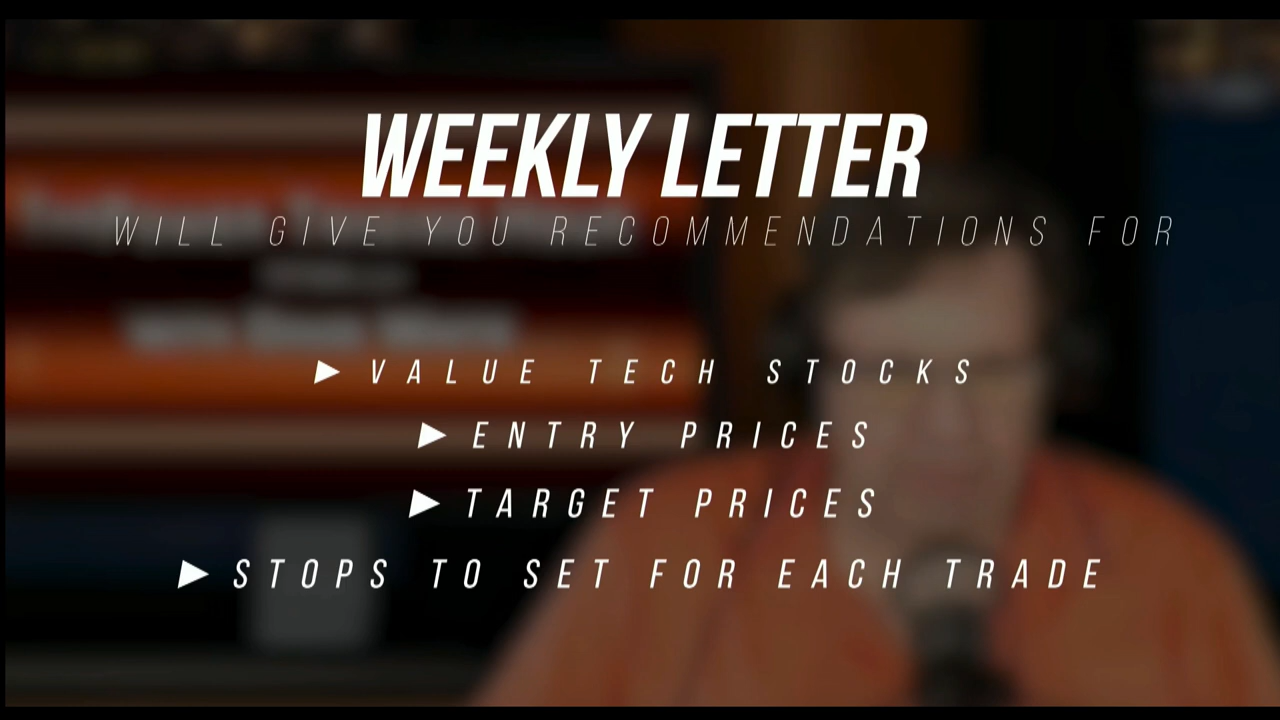 WEEKLY LETTER
WILL GIVE YOU RECOMMENDATIONS FOR
▶ VALUE TECH STOCKS
▶ ENTRY PRICES
▶ TARGET PRICES
▶ STOPS TO SET FOR EACH TRADE